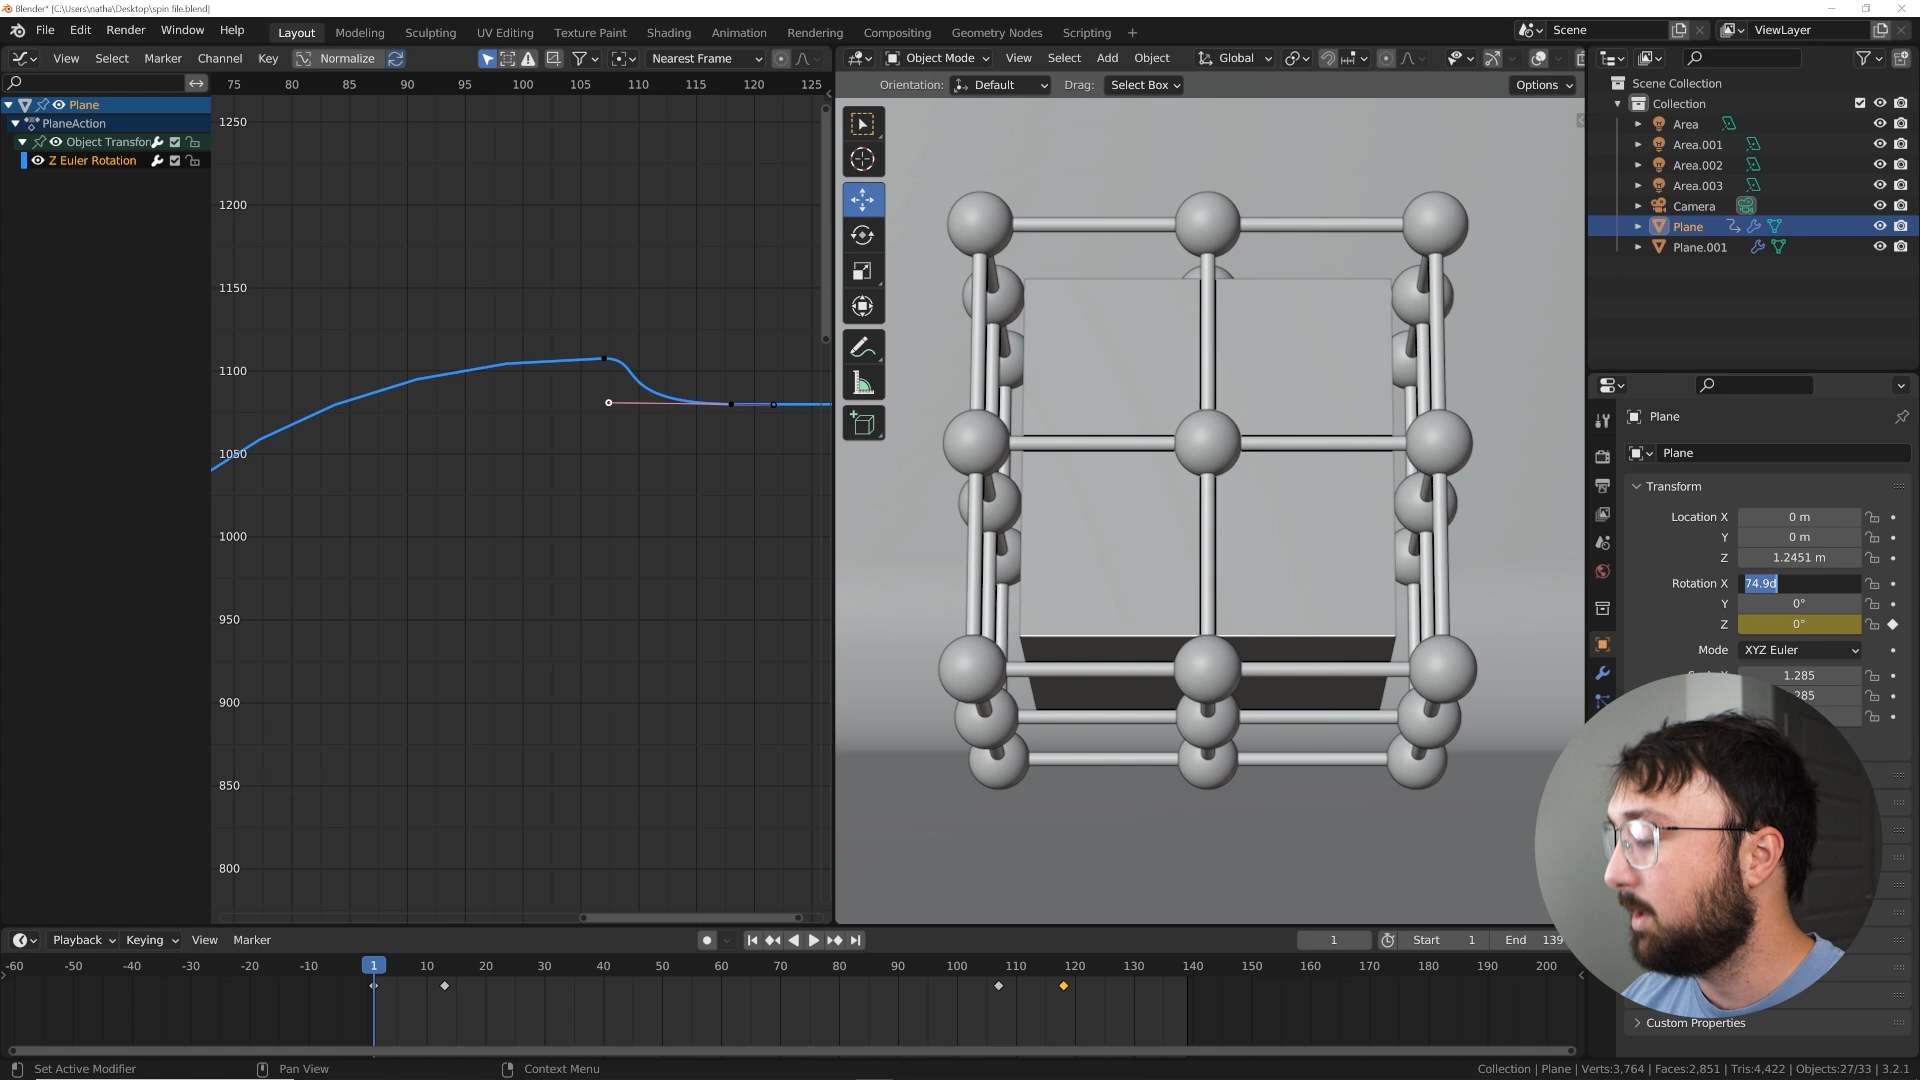 Blender* [C:\Users\natha\Desktop\spin file.blend]
File Edit Render Window Help Layout Modeling Sculpting UV Editing Texture Paint Shading Animation Rendering Compositing Geometry Nodes Scripting + Scene ViewLayer
View Select Marker Channel Key Normalize Nearest Frame Object Mode View Select Add Object Global
Orientation: Default Drag: Select Box Options
75 80 85 90 95 100 105 110 115 120 125
Plane
PlaneAction
Object Transfor
Z Euler Rotation
1250
1200
1150
1100
1050
1000
950
900
850
800
Scene Collection
Collection
Area
Area.001
Area.002
Area.003
Camera
Plane
Plane.001
Plane
Plane
Transform
Location X 0 m
Y 0 m
Z 1.2451 m
Rotation X 74.9d
Y 0°
Z 0°
Mode XYZ Euler
1.285
285
Custom Properties
Playback Keying View Marker 1 Start 1 End 139
-60 -50 -40 -30 -20 -10 1 10 20 30 40 50 60 70 80 90 100 110 120 130 140 150 160 170 180 190 200
Set Active Modifier Pan View Context Menu Collection | Plane | Verts:3,764 | Faces:2,851 | Tris:4,422 | Objects:27/33 | 3.2.1